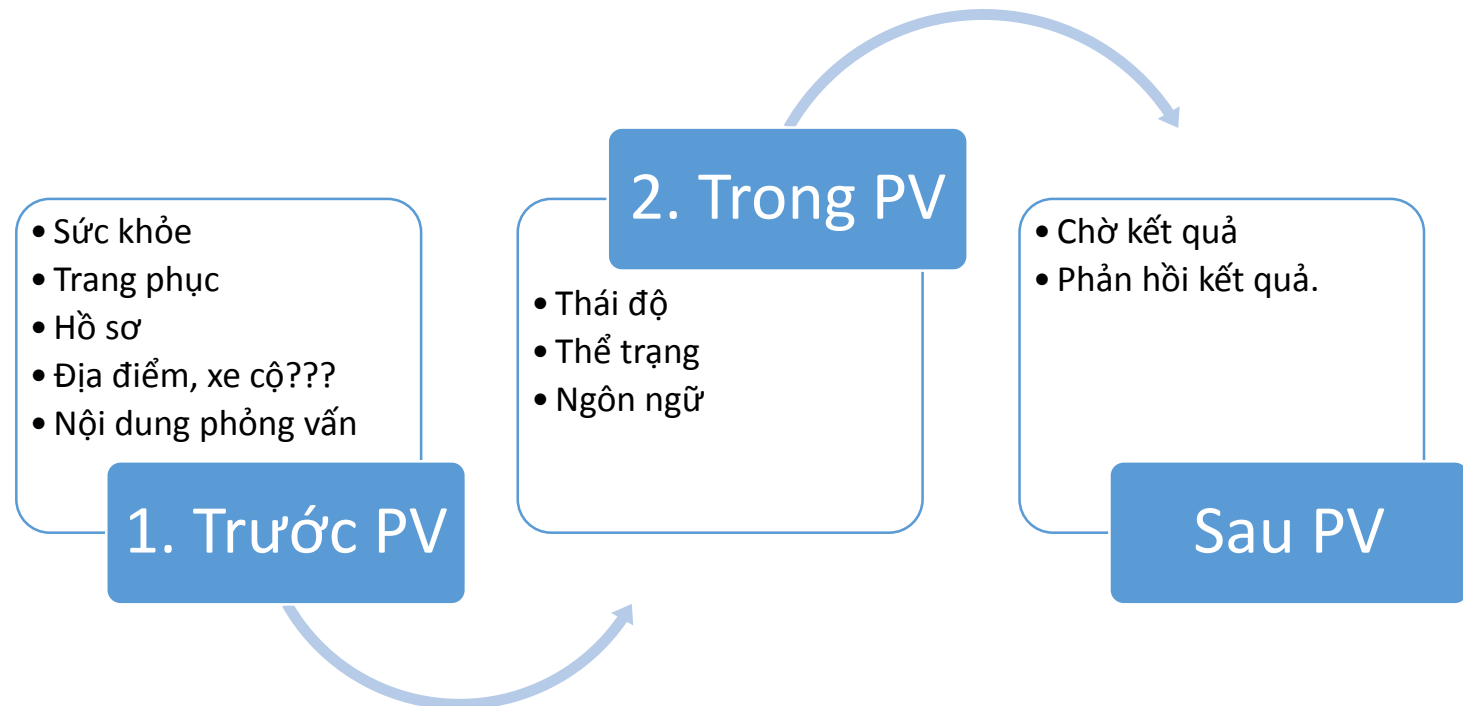 • Sức khỏe
• Trang phục
• Hồ sơ
• Địa điểm, xe cộ???
• Nội dung phỏng vấn
1. Trước PV
2. Trong PV
• Thái độ
• Thể trạng
• Ngôn ngữ
• Chờ kết quả
• Phản hồi kết quả.
Sau PV